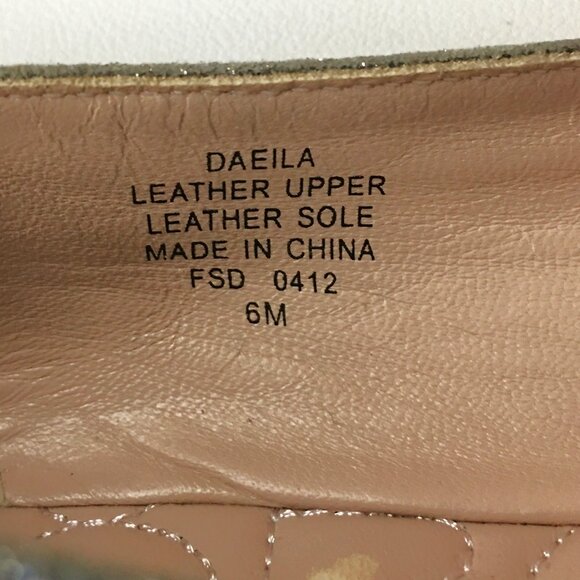 DAEILA
LEATHER UPPER
LEATHER SOLE
MADE IN CHINA
FSD 0412
6M